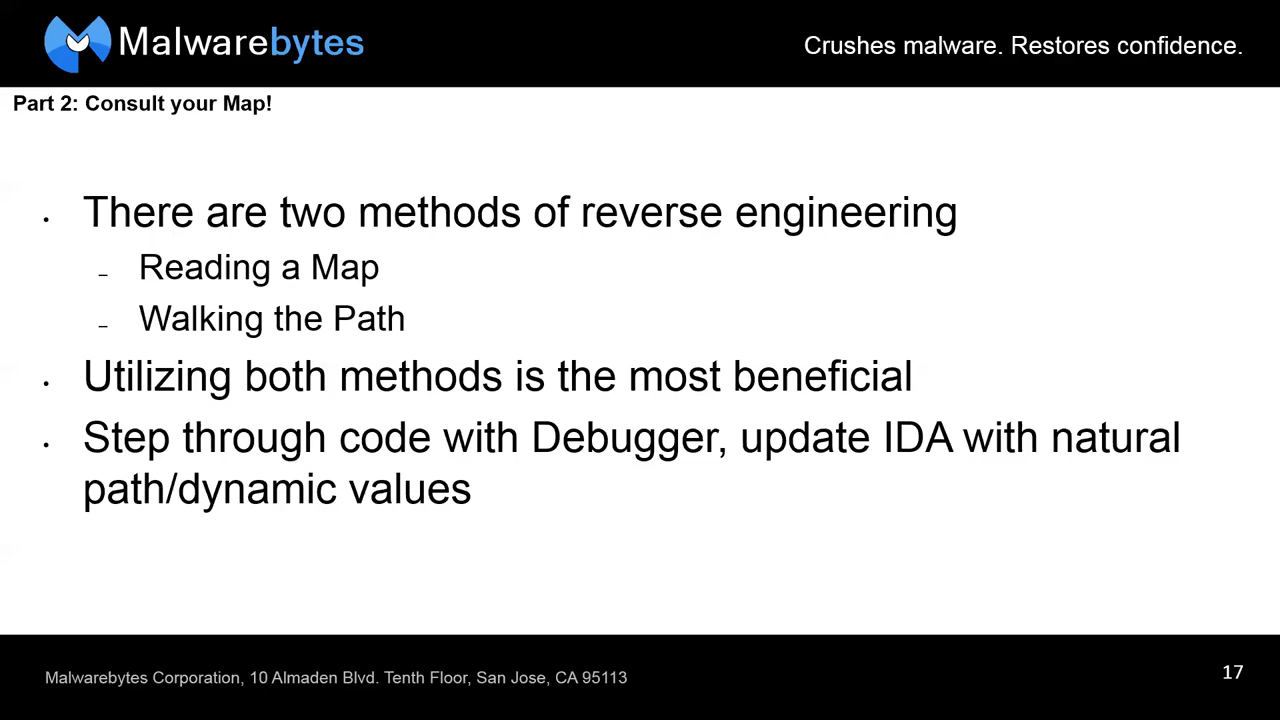 Malwarebytes
Crushes malware. Restores confidence.
Part 2: Consult your Map!
• There are two methods of reverse engineering
– Reading a Map
– Walking the Path
• Utilizing both methods is the most beneficial
• Step through code with Debugger, update IDA with natural
path/dynamic values
Malwarebytes Corporation, 10 Almaden Blvd. Tenth Floor, San Jose, CA 95113
17